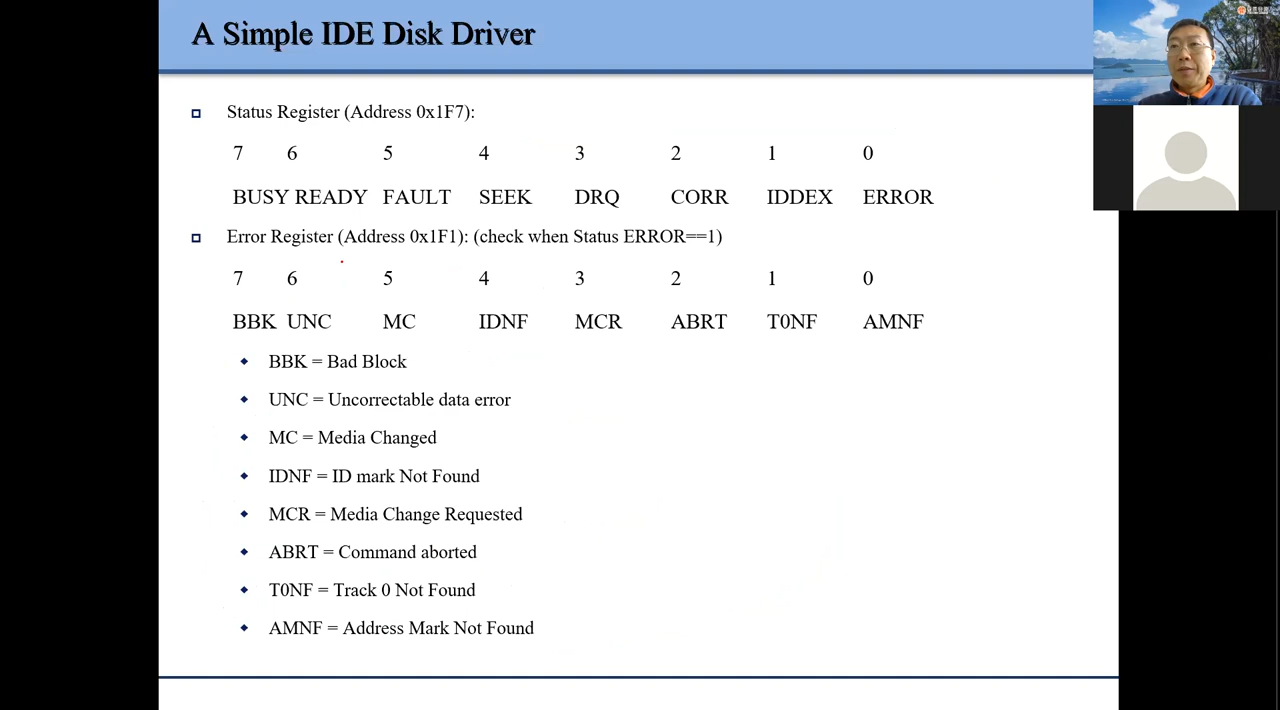 A Simple IDE Disk Driver
Status Register (Address 0x1F7):
7 6 5 4 3 2 1 0
BUSY READY FAULT SEEK DRQ CORR IDDEX ERROR
Error Register (Address 0x1F1): (check when Status ERROR==1)
7 6 5 4 3 2 1 0
BBK UNC MC IDNF MCR ABRT T0NF AMNF
BBK = Bad Block
UNC = Uncorrectable data error
MC = Media Changed
IDNF = ID mark Not Found
MCR = Media Change Requested
ABRT = Command aborted
T0NF = Track 0 Not Found
AMNF = Address Mark Not Found